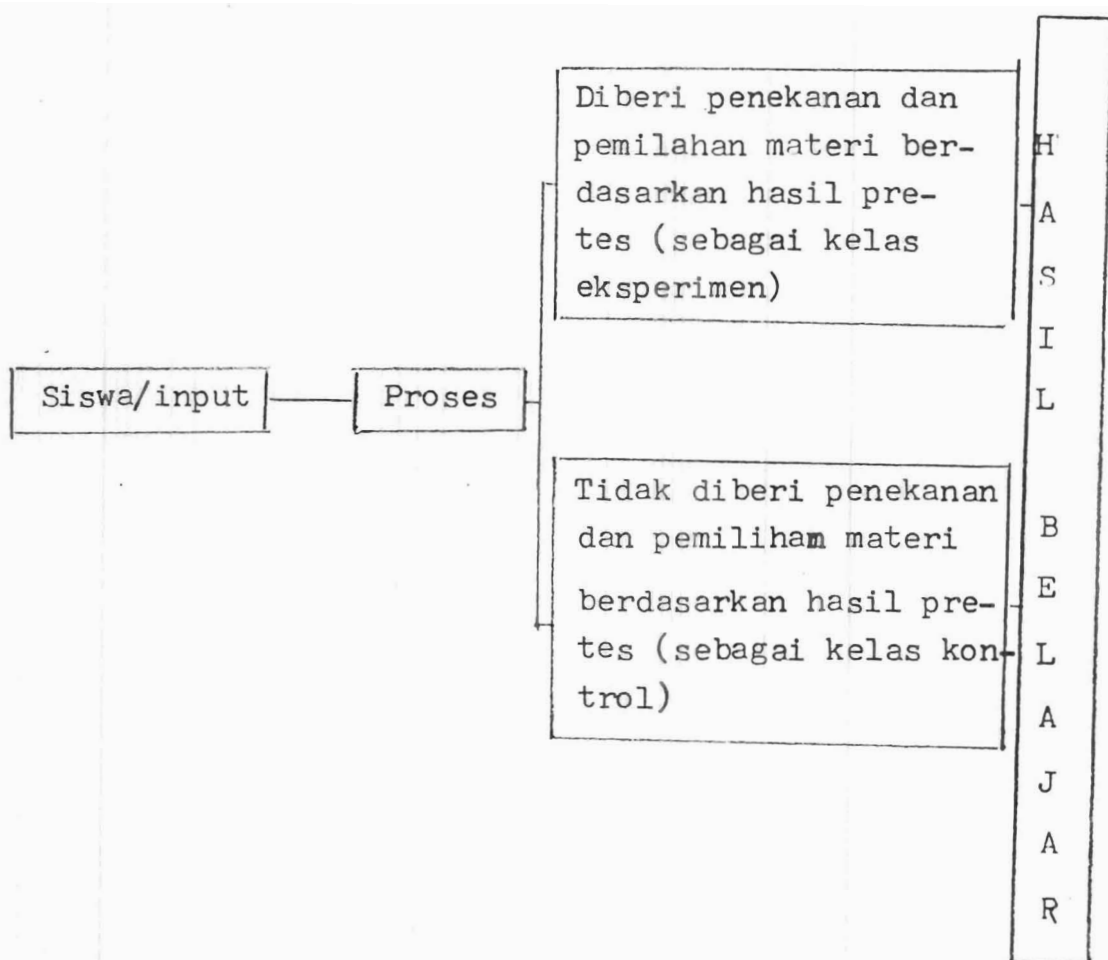 Siswa/input
Proses
Diberi penekanan dan
pemilahan materi ber-
dasarkan hasil pre-
tes (sebagai kelas
eksperimen)
Tidak diberi penekanan
dan pemilihan materi
berdasarkan hasil pre-
tes (sebagai kelas kon-
trol)
H
A
S
I
L
B
E
L
A
J
A
R